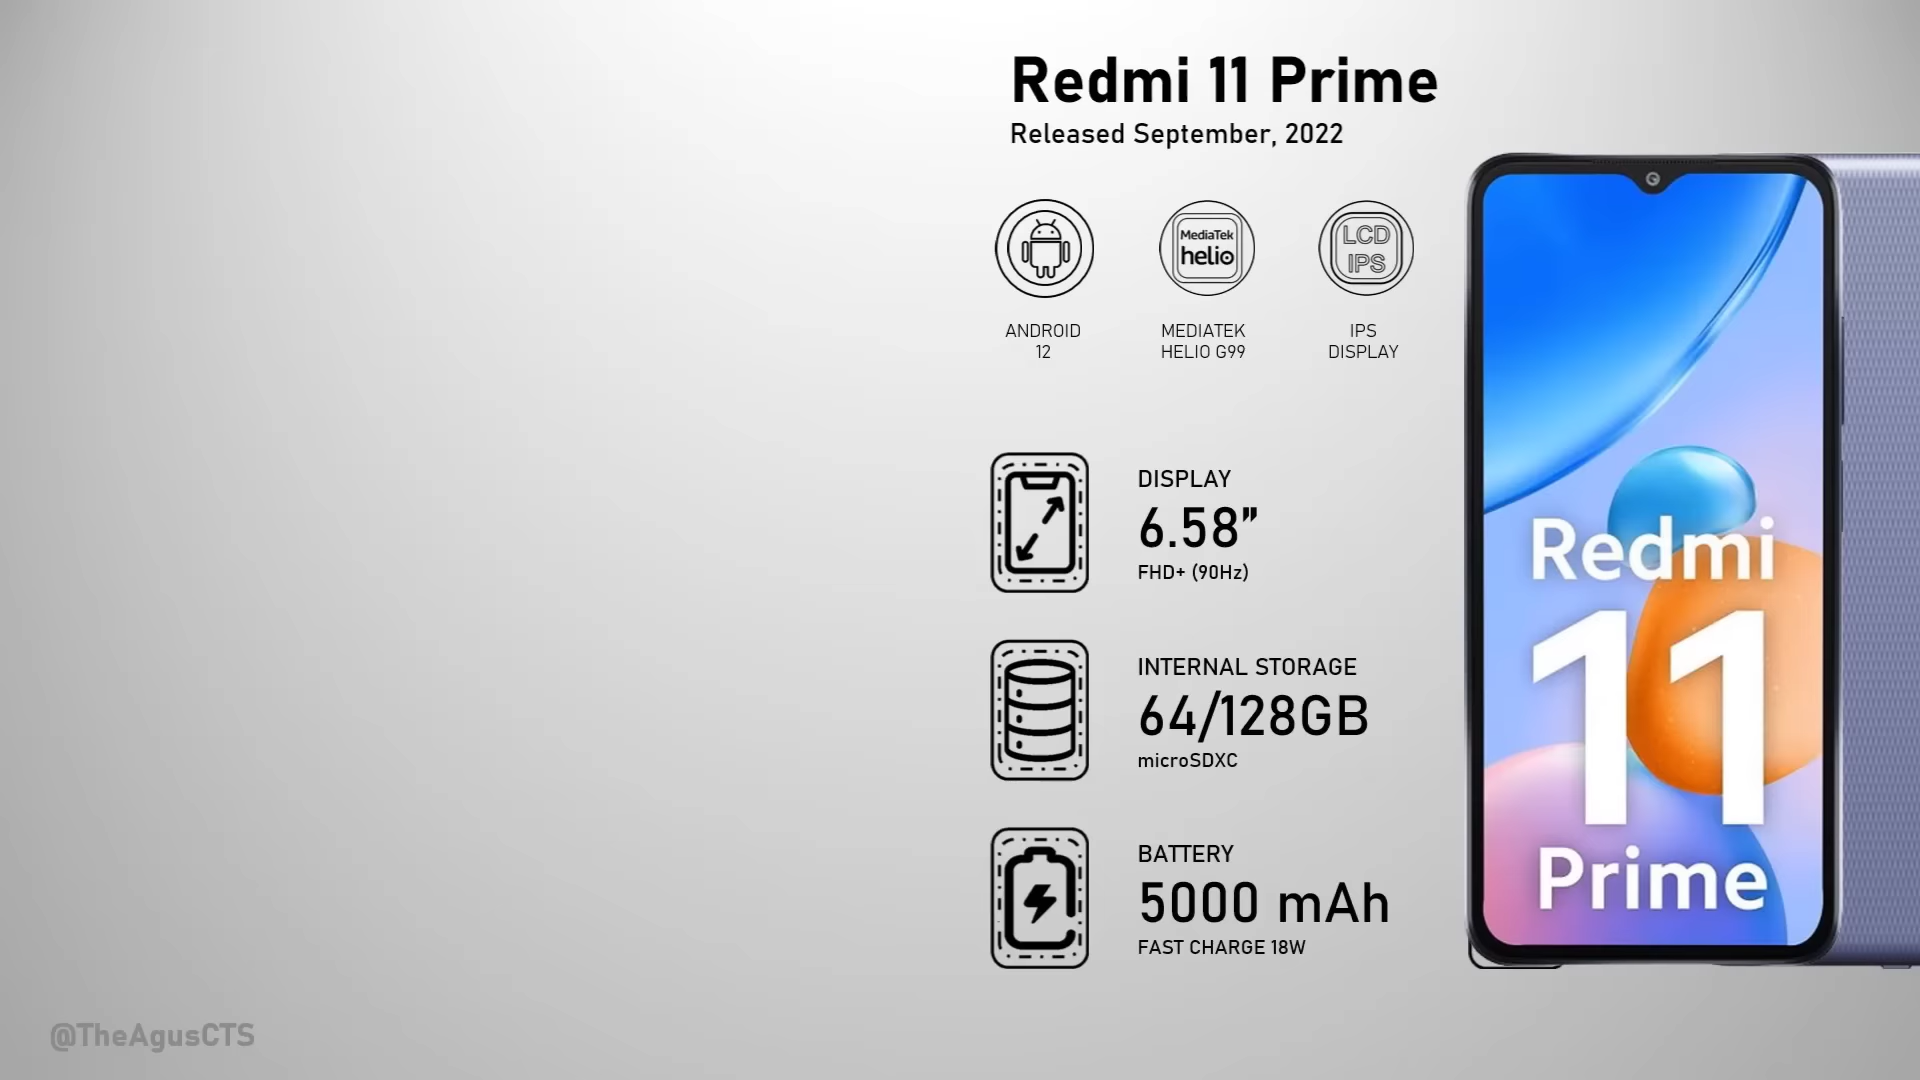 Redmi 11 Prime
Released September, 2022
MediaTek
helio
LCD
IPS
ANDROID
12
MEDIATEK
HELIO G99
IPS
DISPLAY
DISPLAY
6.58"
FHD+ (90Hz)
INTERNAL STORAGE
64/128GB
microSDXC
BATTERY
5000 mAh
FAST CHARGE 18W
Redmi
11
Prime
@TheAgusCTS